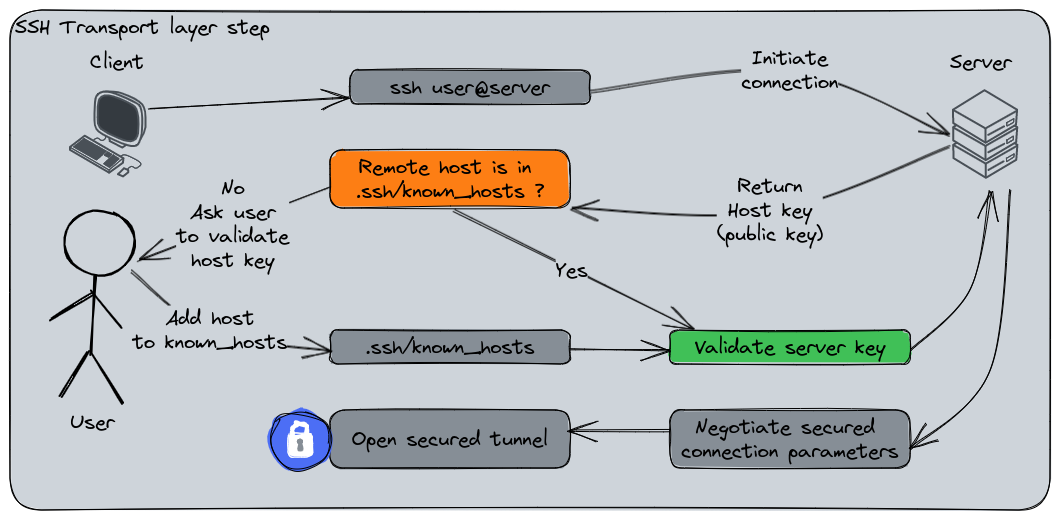 SSH Transport layer step
Client
ssh user@server
Initiate
connection
Server
Remote host is in
.ssh/known_hosts ?
No
Ask user
to validate
host key
Return
Host key
(public key)
Yes
Add host
to known_hosts
.ssh/known_hosts
Validate server key
User
Open secured tunnel
Negotiate secured
connection parameters